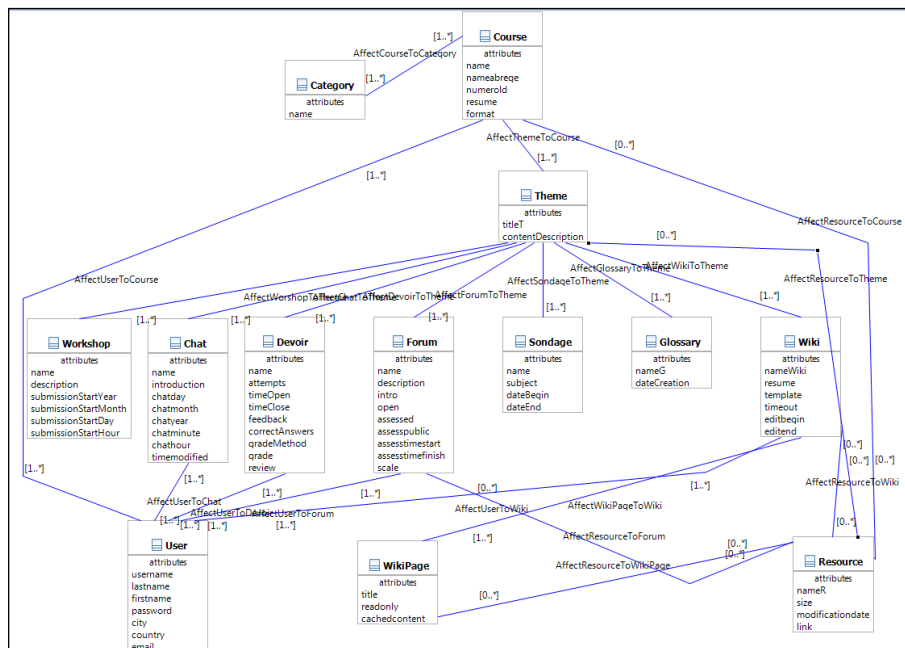 [1..*]
Course
AffectCourseToCategory
attributes
name
nameabreqe
numerold
resume
format
[1..*]
Category
attributes
name
AffectThemeToCourse
[0..*]
[1..*]
[1..*]
Theme
attributes
titleT
contentDescription
AffectResourceToCourse
[0..*]
AffectUserToCourse
AffectGlossaryToTheme
AffectWikiToTheme
AffectSondaqeToTheme
AffectResourceToTheme
AffectWorshopToTheme
AffectChatToTheme
AffectDevoirToTheme
AffectForumToTheme
[1..*]
[1..*]
[1..*]
[1..*]
[1..*]
[1..*]
[1..*]
Workshop
attributes
name
description
submissionStartYear
submissionStartMonth
submissionStartDay
submissionStartHour
Chat
attributes
name
introduction
chatday
chatmonth
chatyear
chatminute
chathour
timemodified
Devoir
attributes
name
attempts
timeOpen
timeClose
feedback
correctAnswers
qradeMethod
qrade
review
Forum
attributes
name
description
intro
open
assessed
assesspublic
assesstimestart
assesstimefinish
scale
Sondage
attributes
name
subject
dateBeqin
dateEnd
Glossary
attributes
nameG
dateCreation
Wiki
attributes
nameWiki
resume
template
timeout
editbeqin
editend
[0..*]
[0..*]
[0..*]
[1..*]
[1..*]
[1..*]
[1..*]
[0..*]
[1..*]
AffectResourceToWiki
AffectUserToChat
AffectUserToDevoir
AffectUserToForum
AffectUserToWiki
AffectWikiPageToWiki
[1..*]
[1..*]
[1..*]
[1..*]
[1..*]
[0..*]
AffectResourceToForum
[0..*]
[0..*]
AffectResourceToWikiPage
[0..*]
User
attributes
username
lastname
firstname
password
city
country
email
WikiPage
attributes
title
readonly
cachedcontent
Resource
attributes
nameR
size
modificationdate
link